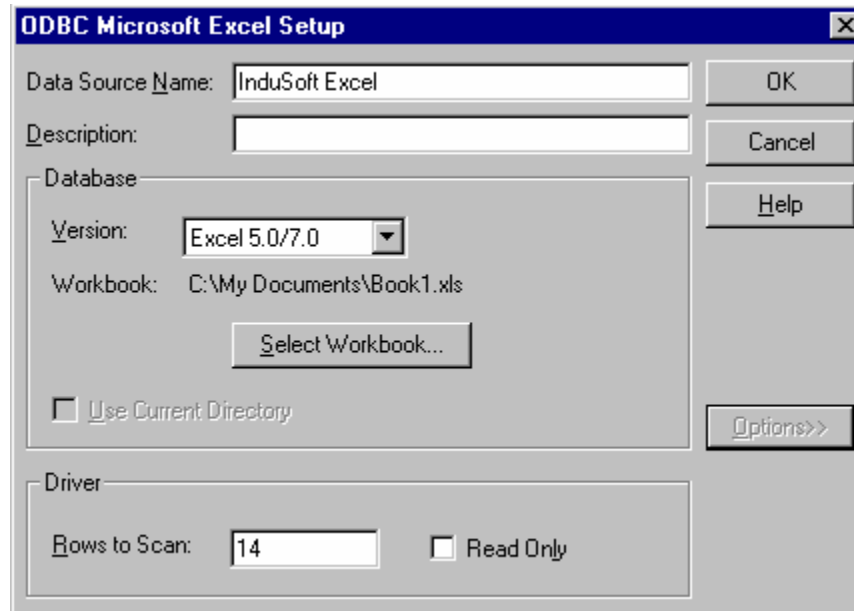 ODBC Microsoft Excel Setup
Data Source Name: InduSoft Excel
OK
Description:
Cancel
Database
Help
Version: Excel 5.0/7.0
Workbook: C:\My Documents\Book1.xls
Select Workbook...
Use Current Directory
Options>>
Driver
Rows to Scan: 14 Read Only